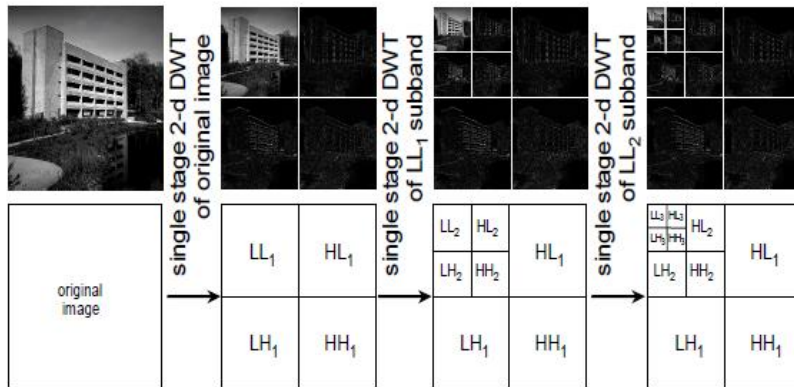 single stage 2-d DWT
of original image
single stage 2-d DWT
of LL₁ subband
single stage 2-d DWT
of LL₂ subband
original
image
LL₁ HL₁
LH₁ HH₁
LL₂ HL₂
HL₁
LH₂ HH₂
LH₁ HH₁
LL₃ HL₃
HL₂
LH₃ HH₃
HL₁
LH₂ HH₂
LH₁ HH₁